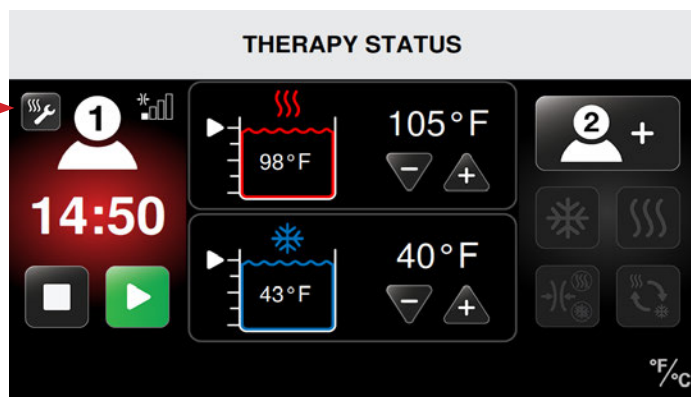 THERAPY STATUS
1
14:50
98°F
105°F
- +
43°F
40°F
- +
2 +
°F/°C